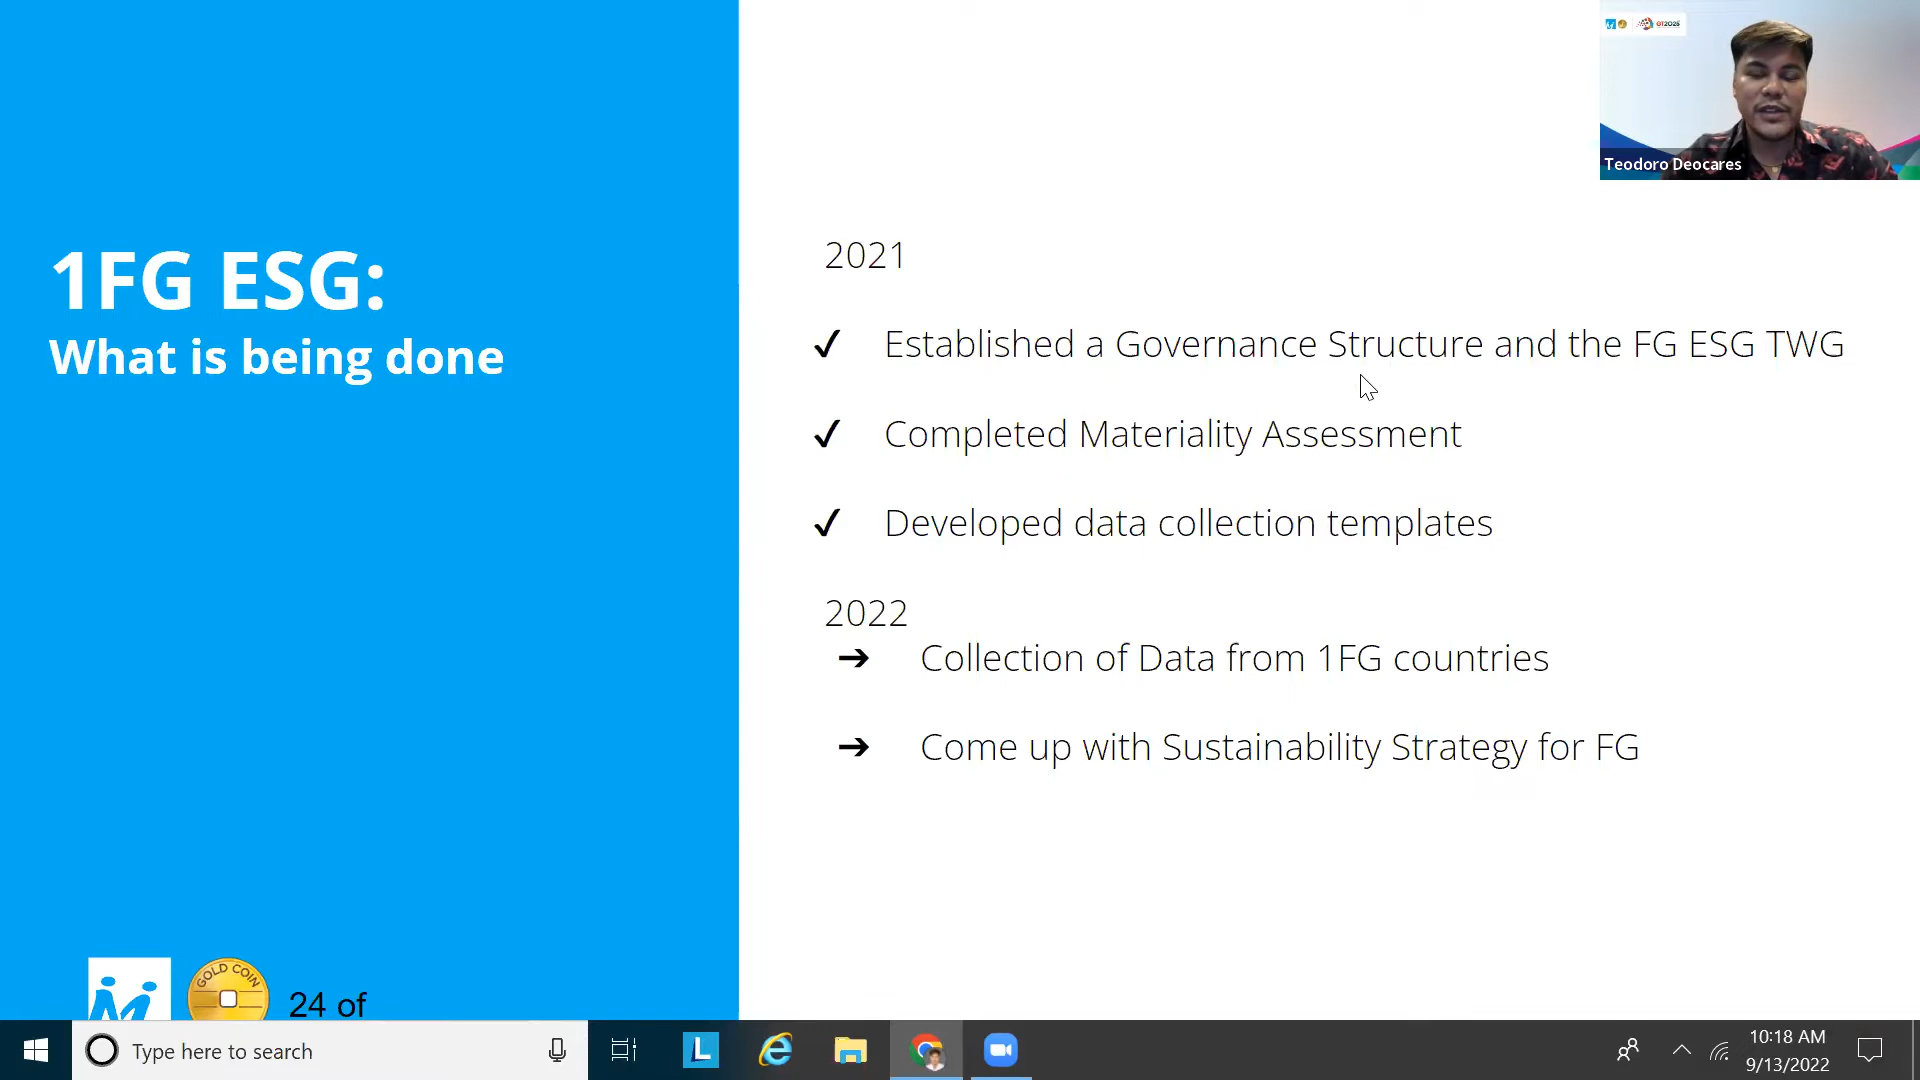 GT2025
Teodoro Deocares
1FG ESG:
What is being done
2021
✓ Established a Governance Structure and the FG ESG TWG
✓ Completed Materiality Assessment
✓ Developed data collection templates
2022
➔ Collection of Data from 1FG countries
➔ Come up with Sustainability Strategy for FG
GOLD COIN
24 of
Type here to search
L
10:18 AM
9/13/2022